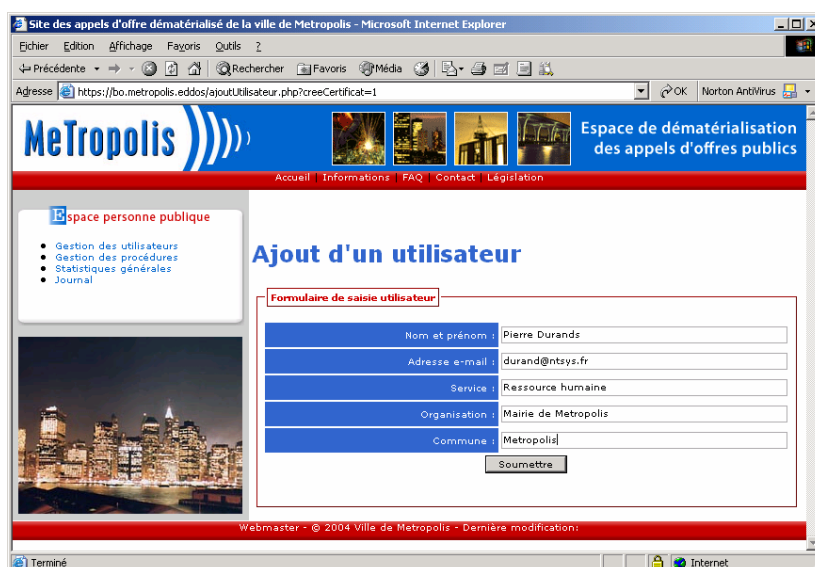 Site des appels d'offre dématérialisé de la ville de Metropolis - Microsoft Internet Explorer
Fichier Edition Affichage Favoris Outils ?
Précédente Rechercher Favoris Média
Adresse https://bo.metropolis.eddos/ajoutUtilisateur.php?creeCertificat=1 OK Norton AntiVirus
MeTropolis
Espace de dématérialisation
des appels d'offres publics
Accueil | Informations | FAQ | Contact | Législation
Espace personne publique
Gestion des utilisateurs
Gestion des procédures
Statistiques générales
Journal
Ajout d'un utilisateur
Formulaire de saisie utilisateur
Nom et prénom : Pierre Durands
Adresse e-mail : durand@ntsys.fr
Service : Ressource humaine
Organisation : Mairie de Metropolis
Commune : Metropolis
Soumettre
Webmaster - © 2004 Ville de Metropolis - Dernière modification:
Terminé Internet